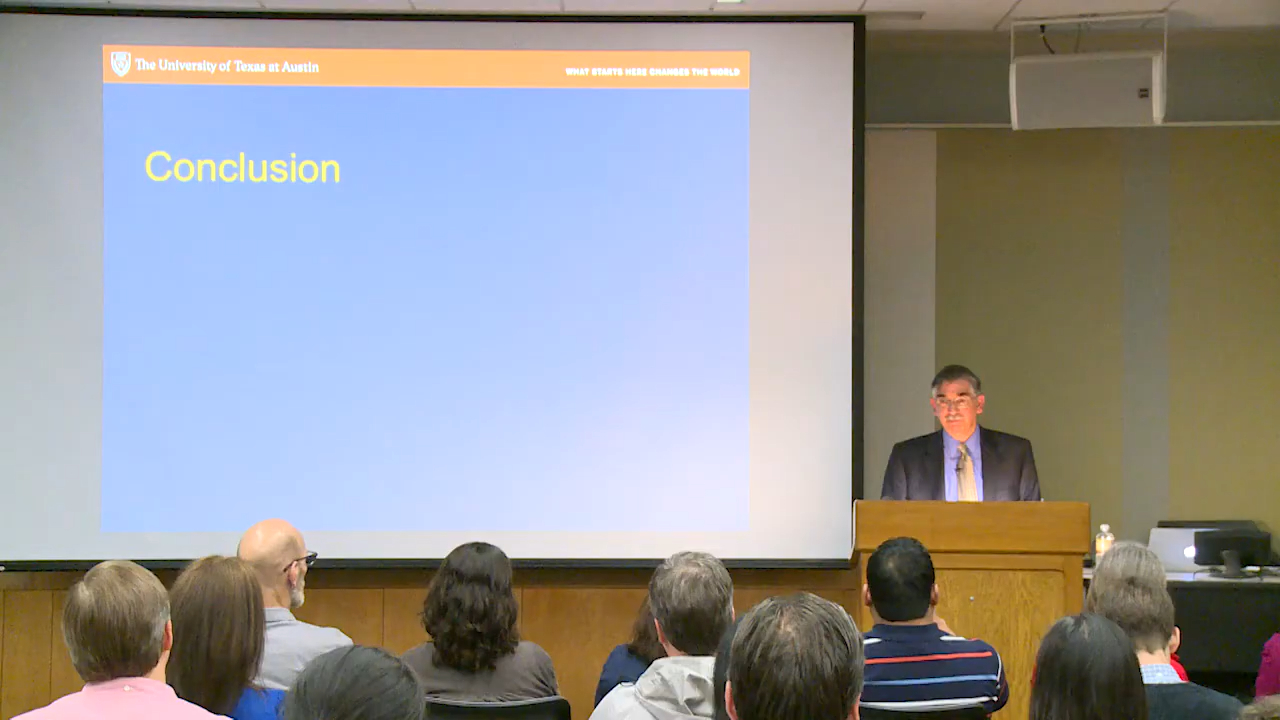 The University of Texas at Austin
WHAT STARTS HERE CHANGES THE WORLD
Conclusion